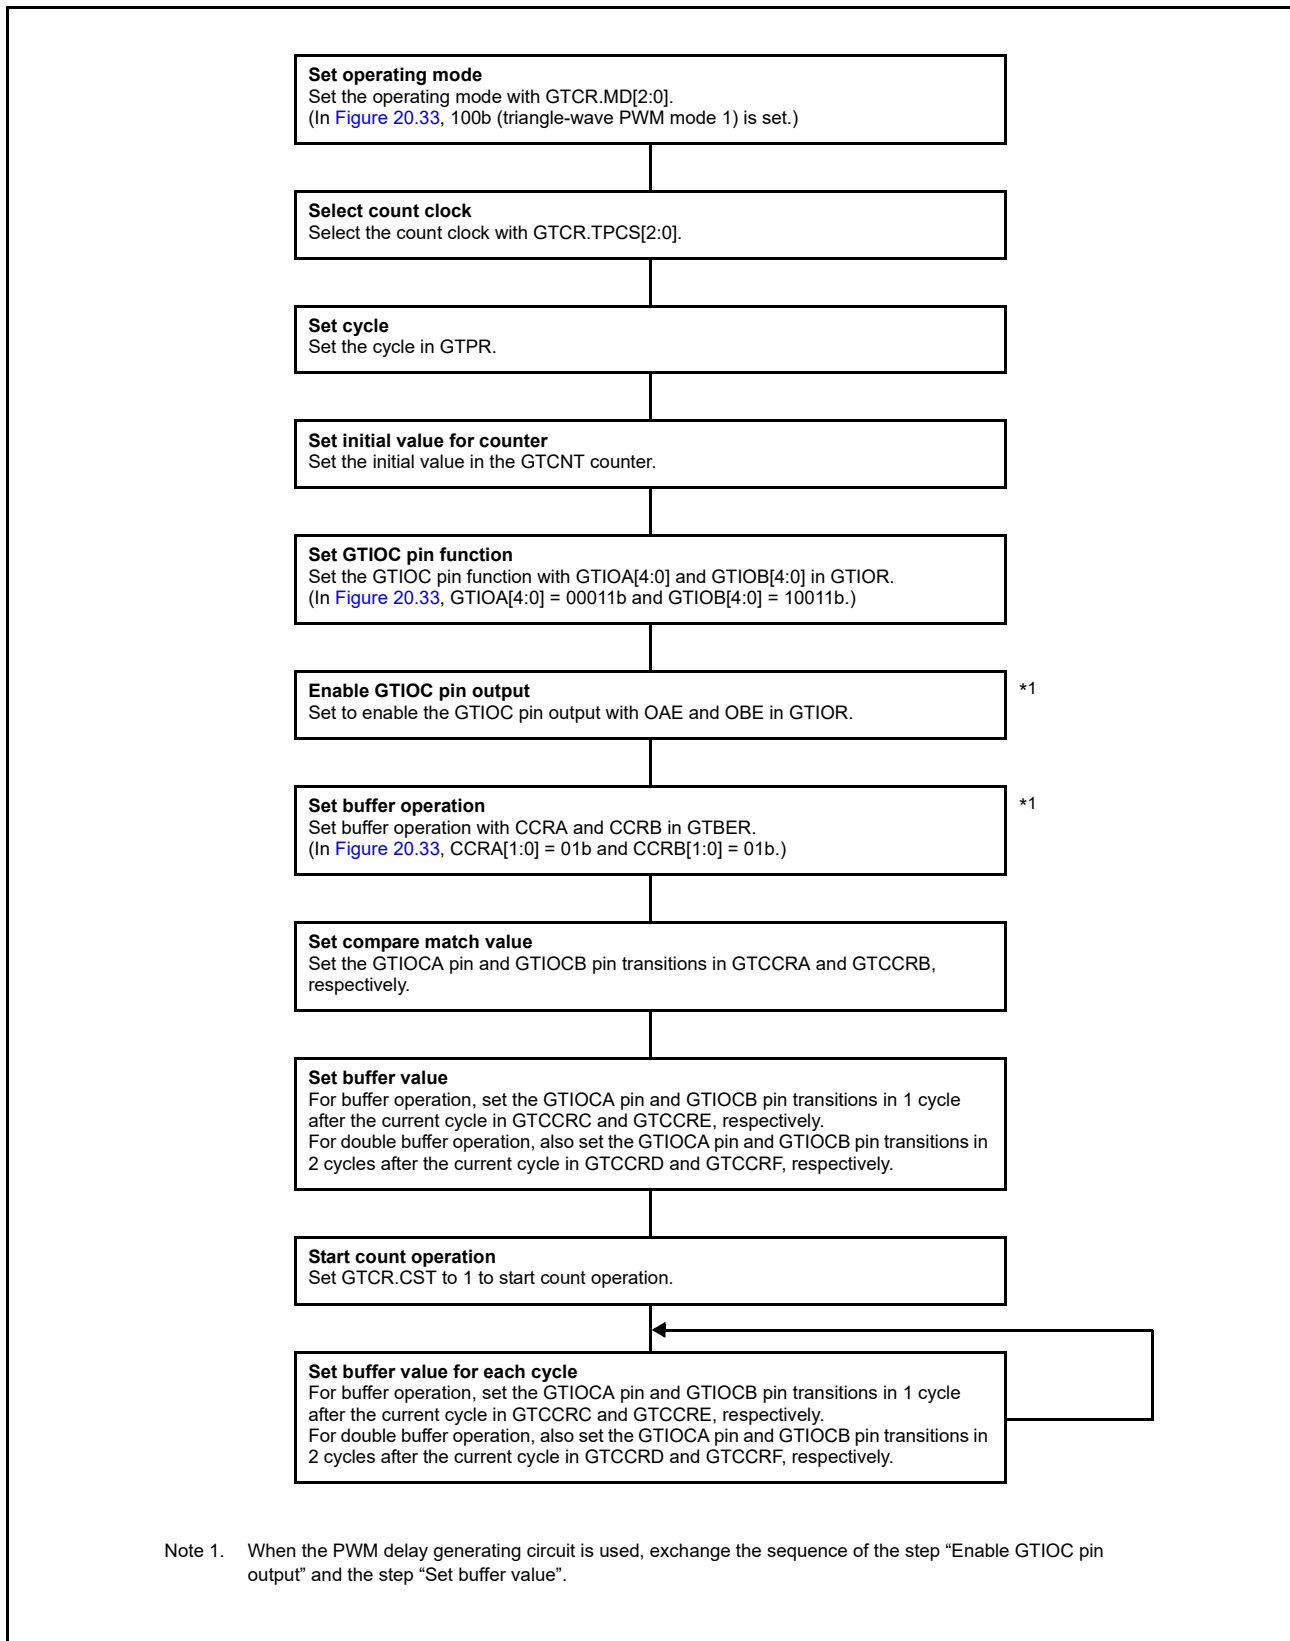 Set operating mode
Set the operating mode with GTCR.MD[2:0].
(In Figure 20.33, 100b (triangle-wave PWM mode 1) is set.)
Select count clock
Select the count clock with GTCR.TPCS[2:0].
Set cycle
Set the cycle in GTPR.
Set initial value for counter
Set the initial value in the GTCNT counter.
Set GTIOC pin function
Set the GTIOC pin function with GTIOA[4:0] and GTIOB[4:0] in GTIOR.
(In Figure 20.33, GTIOA[4:0] = 00011b and GTIOB[4:0] = 10011b.)
Enable GTIOC pin output
*1
Set to enable the GTIOC pin output with OAE and OBE in GTIOR.
Set buffer operation
*1
Set buffer operation with CCRA and CCRB in GTBER.
(In Figure 20.33, CCRA[1:0] = 01b and CCRB[1:0] = 01b.)
Set compare match value
Set the GTIOCA pin and GTIOCB pin transitions in GTCCRA and GTCCRB,
respectively.
Set buffer value
For buffer operation, set the GTIOCA pin and GTIOCB pin transitions in 1 cycle
after the current cycle in GTCCRC and GTCCRE, respectively.
For double buffer operation, also set the GTIOCA pin and GTIOCB pin transitions in
2 cycles after the current cycle in GTCCRD and GTCCRF, respectively.
Start count operation
Set GTCR.CST to 1 to start count operation.
Set buffer value for each cycle
For buffer operation, set the GTIOCA pin and GTIOCB pin transitions in 1 cycle
after the current cycle in GTCCRC and GTCCRE, respectively.
For double buffer operation, also set the GTIOCA pin and GTIOCB pin transitions in
2 cycles after the current cycle in GTCCRD and GTCCRF, respectively.
Note 1. When the PWM delay generating circuit is used, exchange the sequence of the step “Enable GTIOC pin
output” and the step “Set buffer value”.